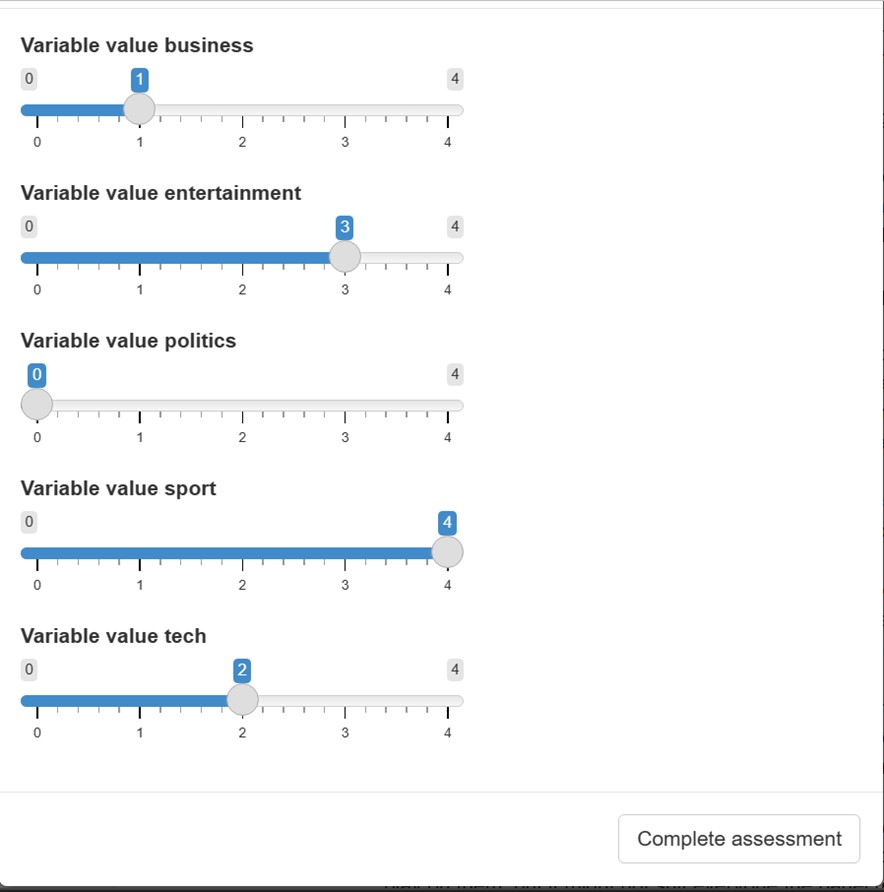 Variable value business
0 1 4
0 1 2 3 4
Variable value entertainment
0 3 4
0 1 2 3 4
Variable value politics
0 4
0 1 2 3 4
Variable value sport
0 4
0 1 2 3 4
Variable value tech
0 2 4
0 1 2 3 4
Complete assessment